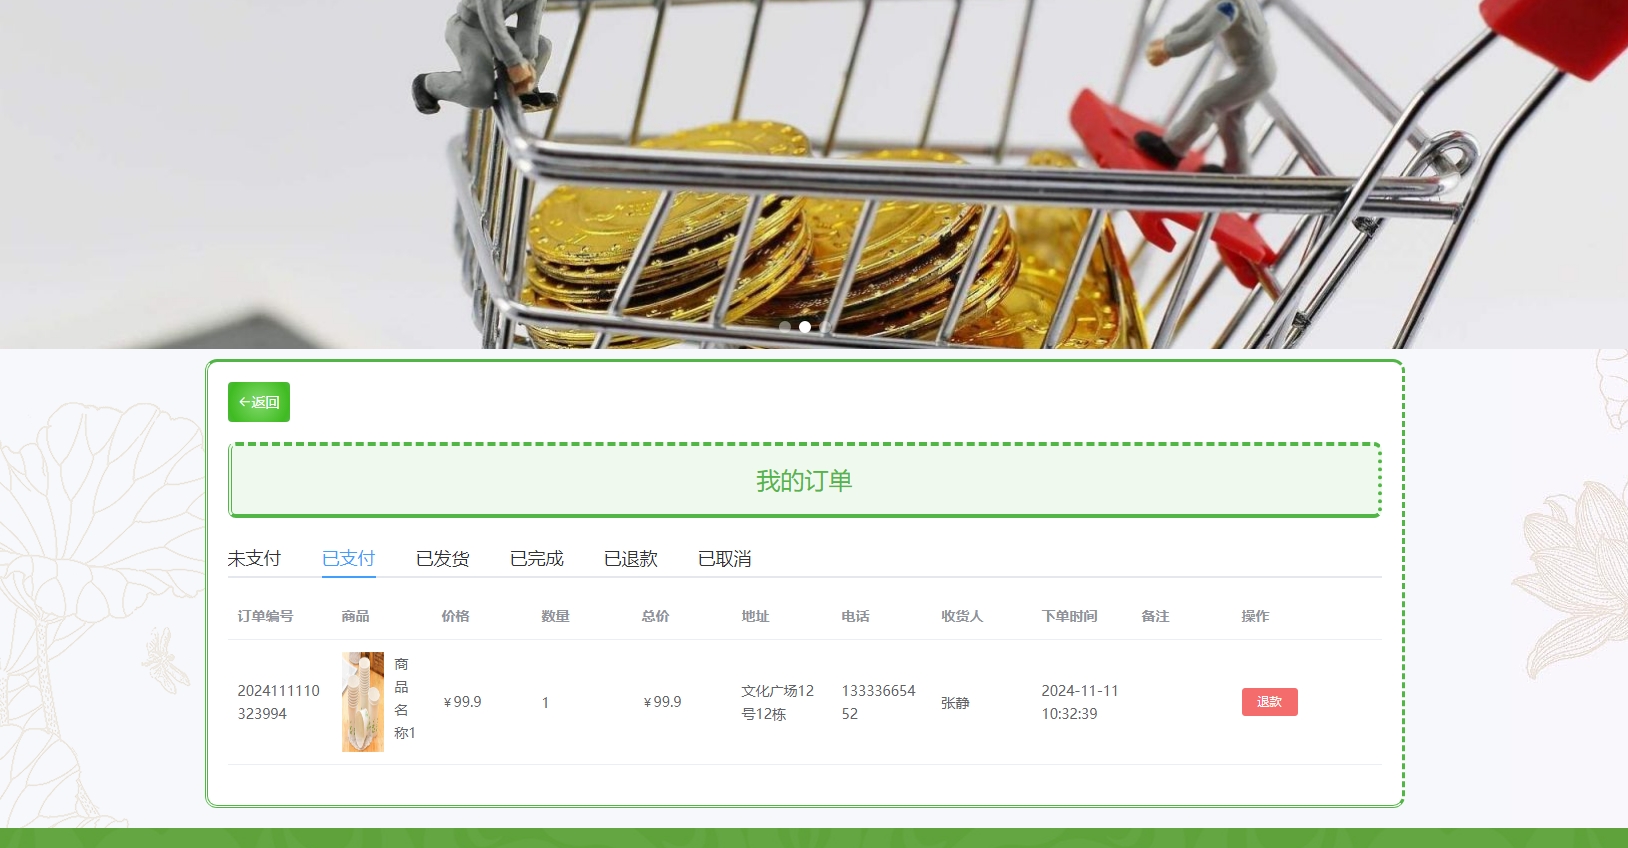 ←返回
我的订单
未支付 已支付 已发货 已完成 已退款 已取消
订单编号 商品 价格 数量 总价 地址 电话 收货人 下单时间 备注 操作
2024111110
323994
商
品
名
称1
￥99.9
1
￥99.9
文化广场12
号12栋
133336654
52
张静
2024-11-11
10:32:39
退款